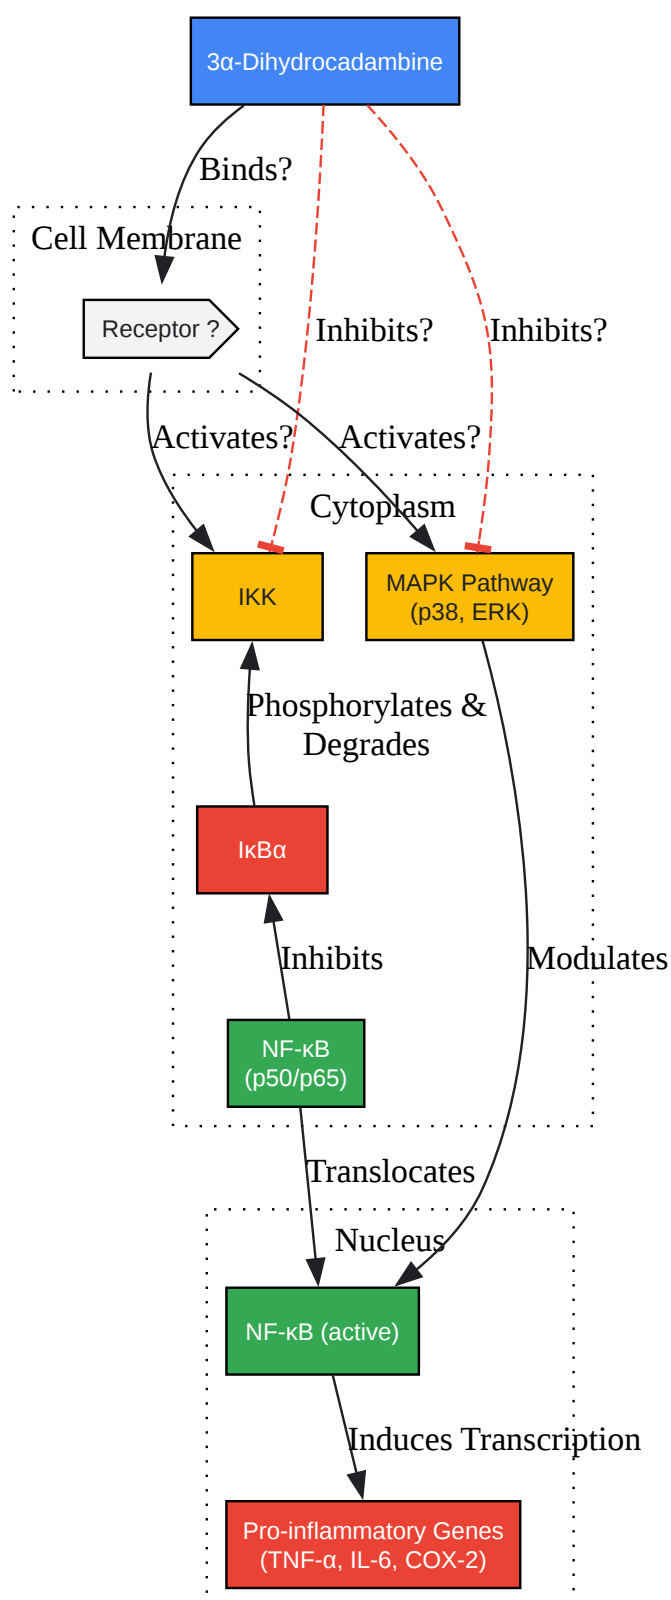 3α-Dihydrocadambine
Binds?
Cell Membrane
Receptor ?
Inhibits?
Inhibits?
Activates?
Activates?
Cytoplasm
IKK
MAPK Pathway
(p38, ERK)
Phosphorylates &
Degrades
IκBα
Inhibits
Modulates
NF-κB
(p50/p65)
Translocates
Nucleus
NF-κB (active)
Induces Transcription
Pro-inflammatory Genes
(TNF-α, IL-6, COX-2)